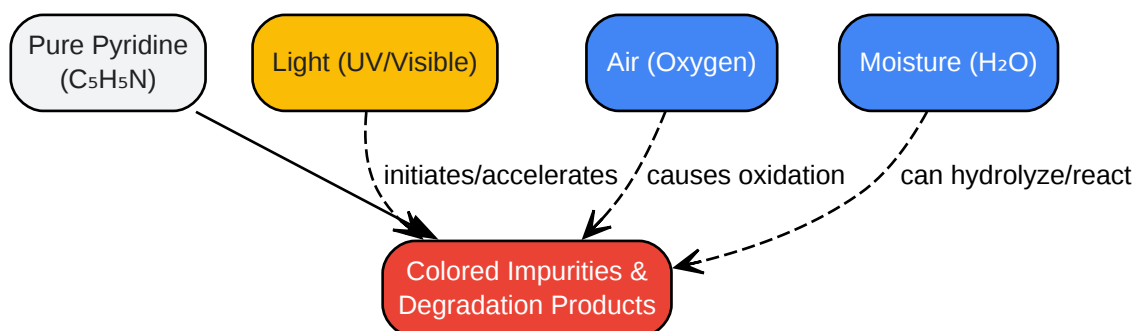 Pure Pyridine
(C₅H₅N)
Light (UV/Visible)
Air (Oxygen)
Moisture (H₂O)
initiates/accelerates
causes oxidation
can hydrolyze/react
Colored Impurities &
Degradation Products